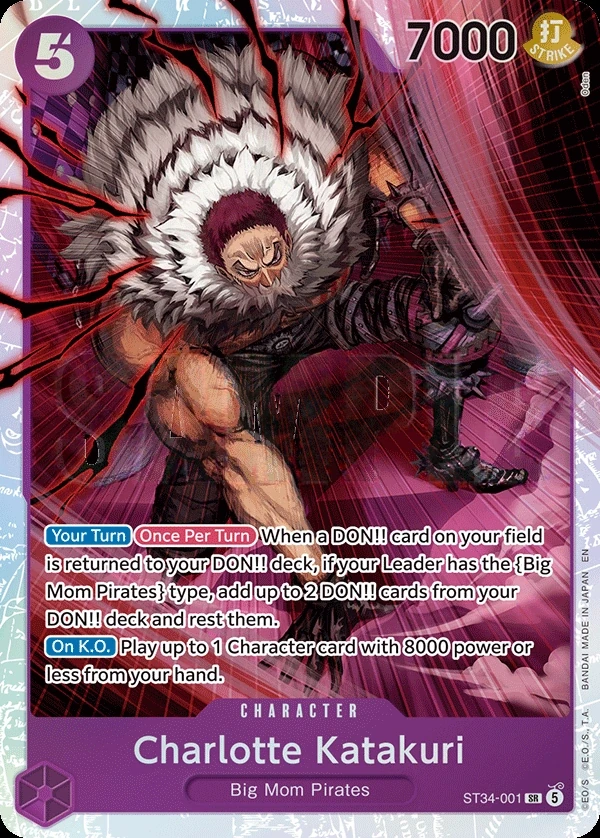 5
7000
打
STRIKE
Oden
Your Turn Once Per Turn When a DON!! card on your field
is returned to your DON!! deck, if your Leader has the {Big
Mom Pirates} type, add up to 2 DON!! cards from your
DON!! deck and rest them.
On K.O. Play up to 1 Character card with 8000 power or
less from your hand.
CHARACTER
Charlotte Katakuri
Big Mom Pirates
ST34-001 SR 5
©EO/S ©E.O./S., T.A. BANDAI MADE IN JAPAN EN